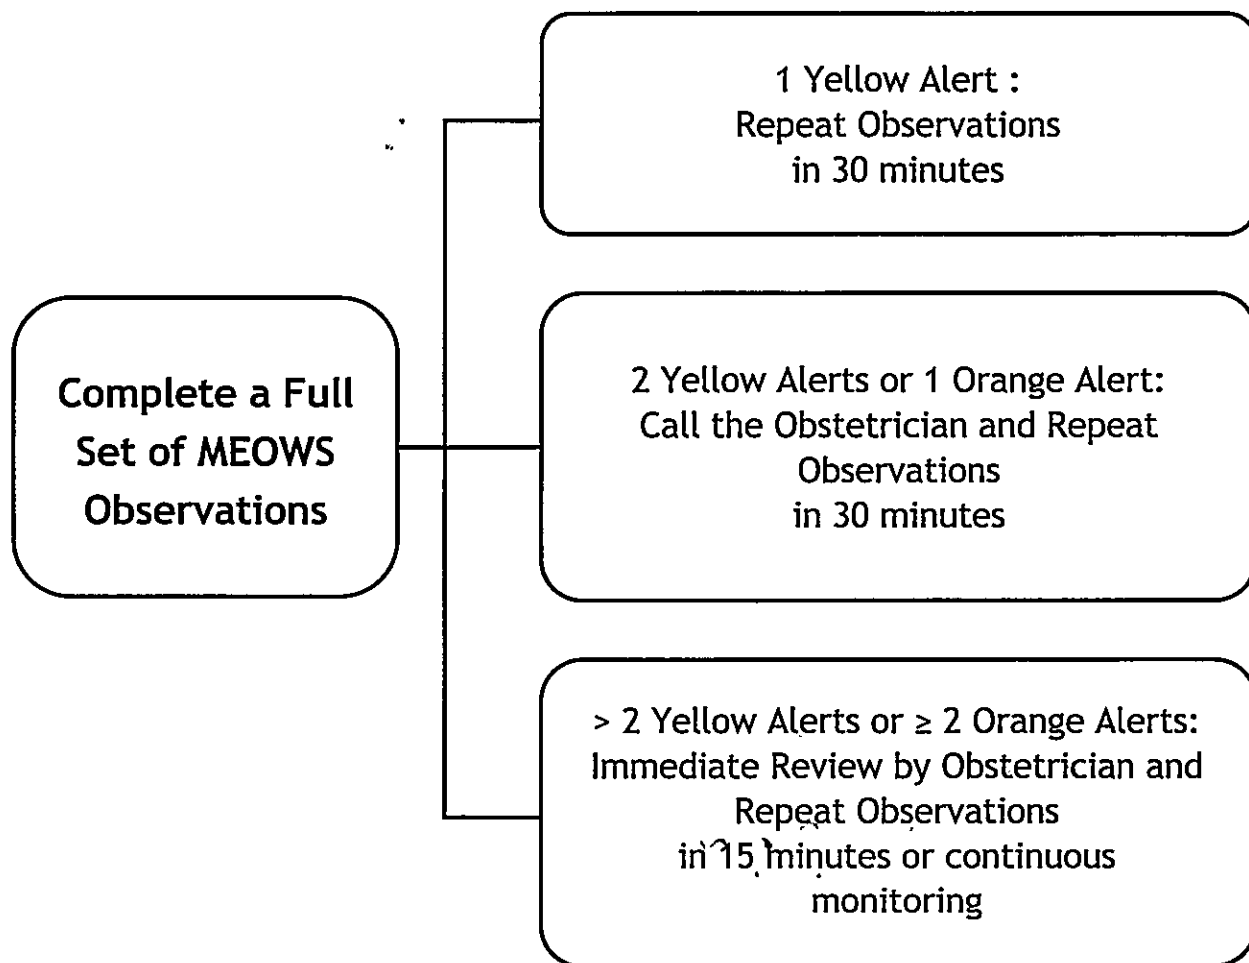 Complete a Full
Set of MEOWS
Observations
1 Yellow Alert :
Repeat Observations
in 30 minutes
2 Yellow Alerts or 1 Orange Alert:
Call the Obstetrician and Repeat
Observations
in 30 minutes
> 2 Yellow Alerts or ≥ 2 Orange Alerts:
Immediate Review by Obstetrician and
Repeat Observations
in 15 minutes or continuous
monitoring